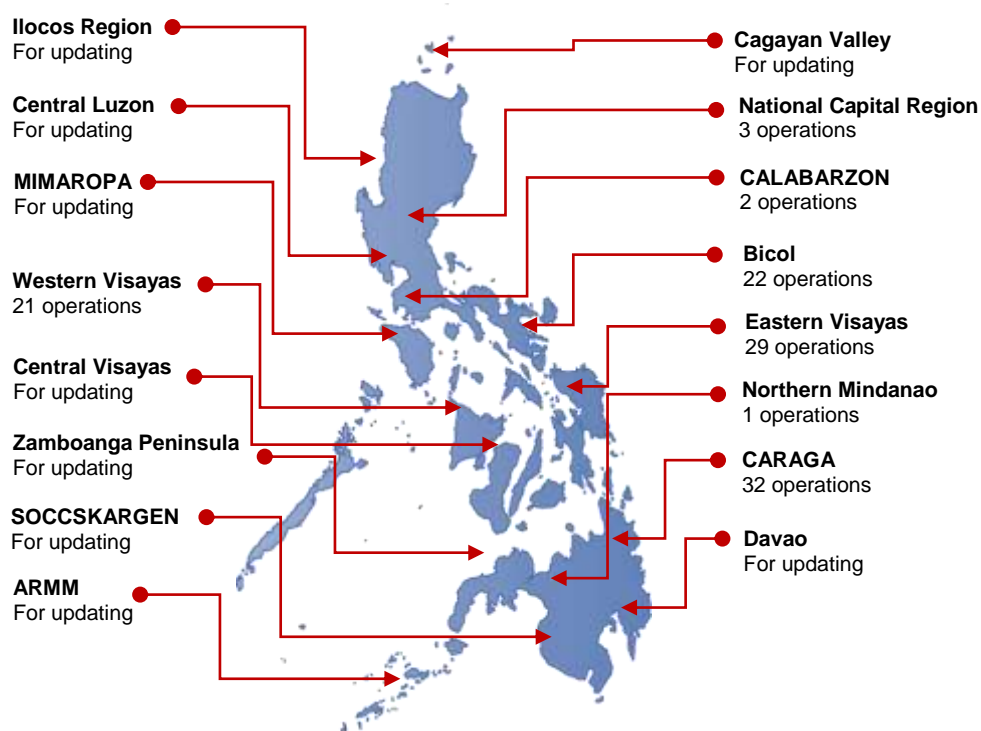 Ilocos Region
For updating
Central Luzon
For updating
MIMAROPA
For updating
Western Visayas
21 operations
Central Visayas
For updating
Zamboanga Peninsula
For updating
SOCCSKARGEN
For updating
ARMM
For updating
Cagayan Valley
For updating
National Capital Region
3 operations
CALABARZON
2 operations
Bicol
22 operations
Eastern Visayas
29 operations
Northern Mindanao
1 operations
CARAGA
32 operations
Davao
For updating